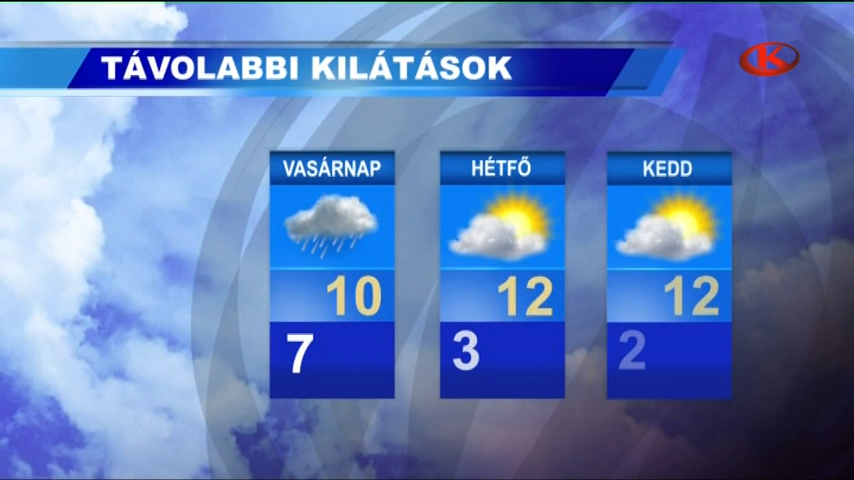 TÁVOLABBI KILÁTÁSOK
K
VASÁRNAP HÉTFŐ KEDD
10 12 12
7 3 2